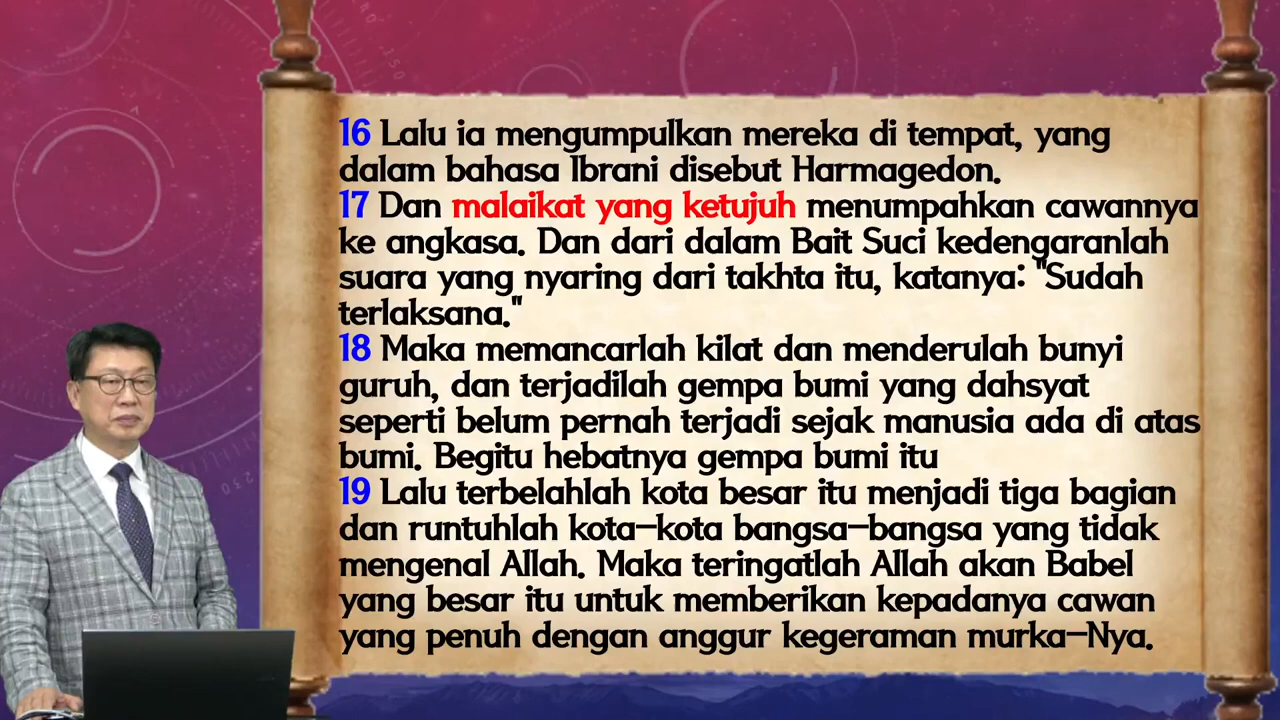 16 Lalu ia mengumpulkan mereka di tempat, yang
dalam bahasa Ibrani disebut Harmagedon.
17 Dan malaikat yang ketujuh menumpahkan cawannya
ke angkasa. Dan dari dalam Bait Suci kedengaranlah
suara yang nyaring dari takhta itu, katanya: "Sudah
terlaksana."
18 Maka memancarlah kilat dan menderulah bunyi
guruh, dan terjadilah gempa bumi yang dahsyat
seperti belum pernah terjadi sejak manusia ada di atas
bumi. Begitu hebatnya gempa bumi itu
19 Lalu terbelahlah kota besar itu menjadi tiga bagian
dan runtuhlah kota-kota bangsa-bangsa yang tidak
mengenal Allah. Maka teringatlah Allah akan Babel
yang besar itu untuk memberikan kepadanya cawan
yang penuh dengan anggur kegeraman murka-Nya.